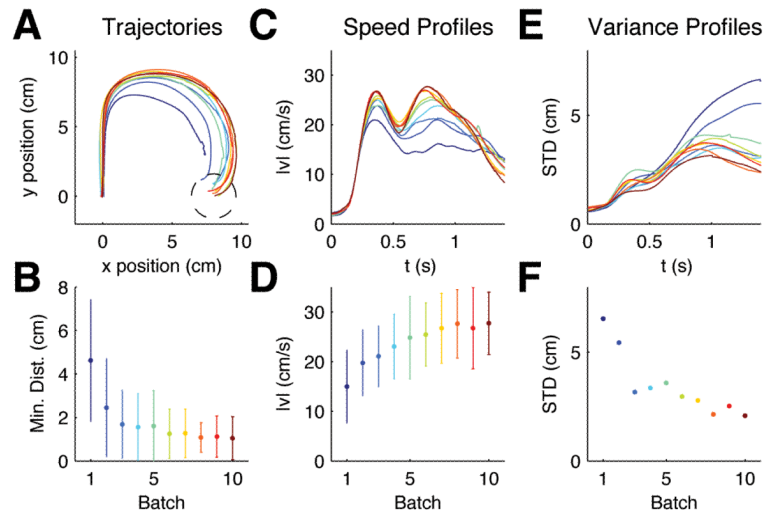 A Trajectories
y position (cm)
10
5
0
0 5 10
x position (cm)
C Speed Profiles
lvl (cm/s)
30
20
10
0
0 0.5 1
t (s)
E Variance Profiles
STD (cm)
5
0
0 0.5 1
t (s)
B
Min. Dist. (cm)
8
6
4
2
0
1 5 10
Batch
D
lvl (cm/s)
30
20
10
0
1 5 10
Batch
F
STD (cm)
5
0
1 5 10
Batch